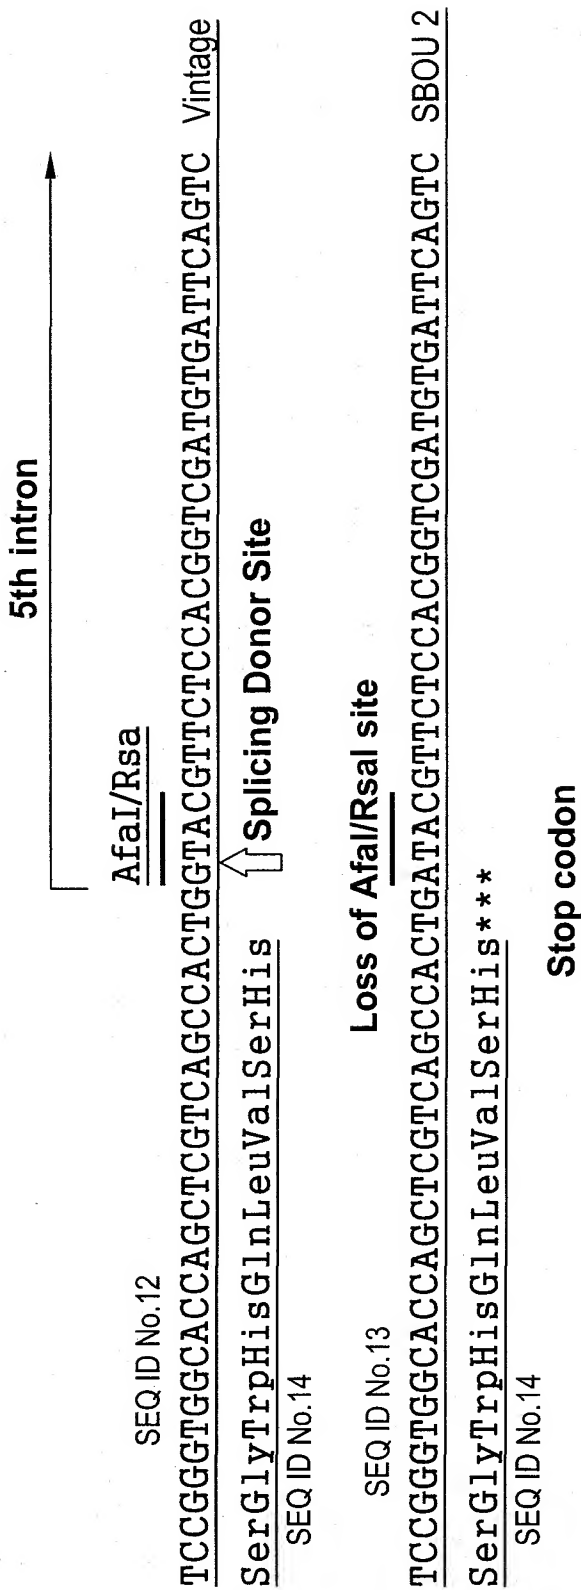 5th intron
SEQ ID No.12
AfaI/Rsa
TCCGGGTGGCACCAGCTCGTCAGCCACTGGTACGTTCTCCACGGTCGATGTGATTCAGTC Vintage
SerGlyTrpHisGlnLeuValSerHis
Splicing Donor Site
SEQ ID No.14
SEQ ID No.13
Loss of AfaI/RsaI site
TCCGGGTGGCACCAGCTCGTCAGCCACTGATACGTTCTCCACGGTCGATGTGATTCAGTC SBOU 2
SerGlyTrpHisGlnLeuValSerHis***
SEQ ID No.14
Stop codon